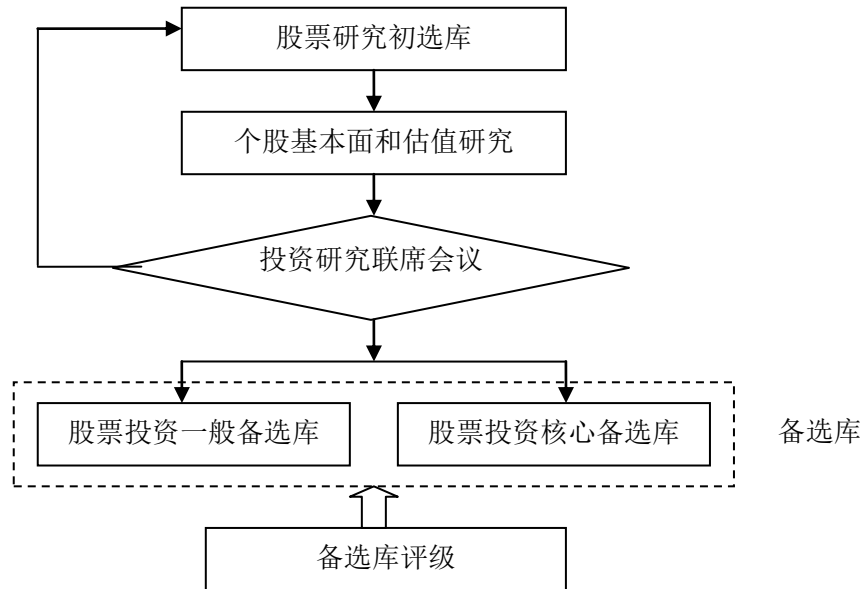 股票研究初选库
个股基本面和估值研究
投资研究联席会议
股票投资一般备选库
股票投资核心备选库
备选库
备选库评级